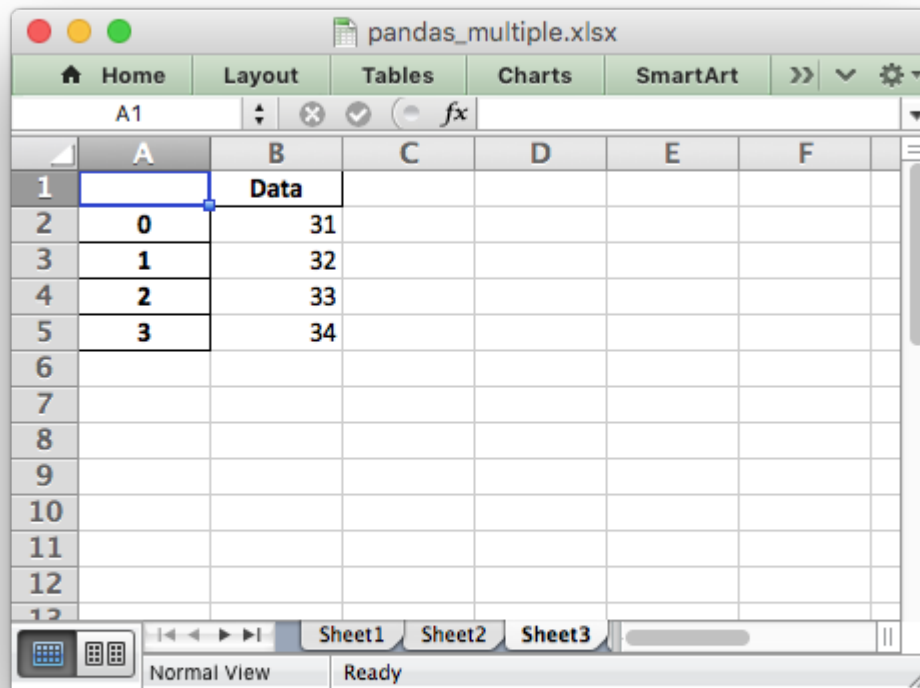 pandas_multiple.xlsx
Home Layout Tables Charts SmartArt
A1 fx
A B C D E F
1 Data
2 0 31
3 1 32
4 2 33
5 3 34
6
7
8
9
10
11
12
13
Sheet1 Sheet2 Sheet3
Normal View Ready